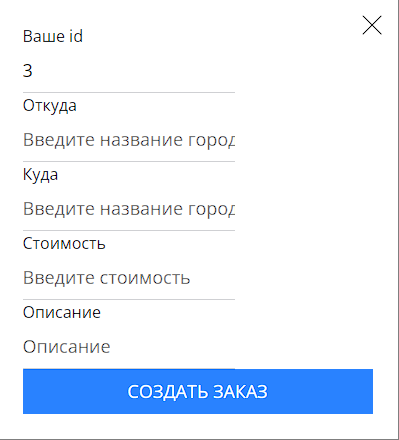 Ваше id
3
Откуда
Введите название город
Куда
Введите название город
Стоимость
Введите стоимость
Описание
Описание
СОЗДАТЬ ЗАКАЗ